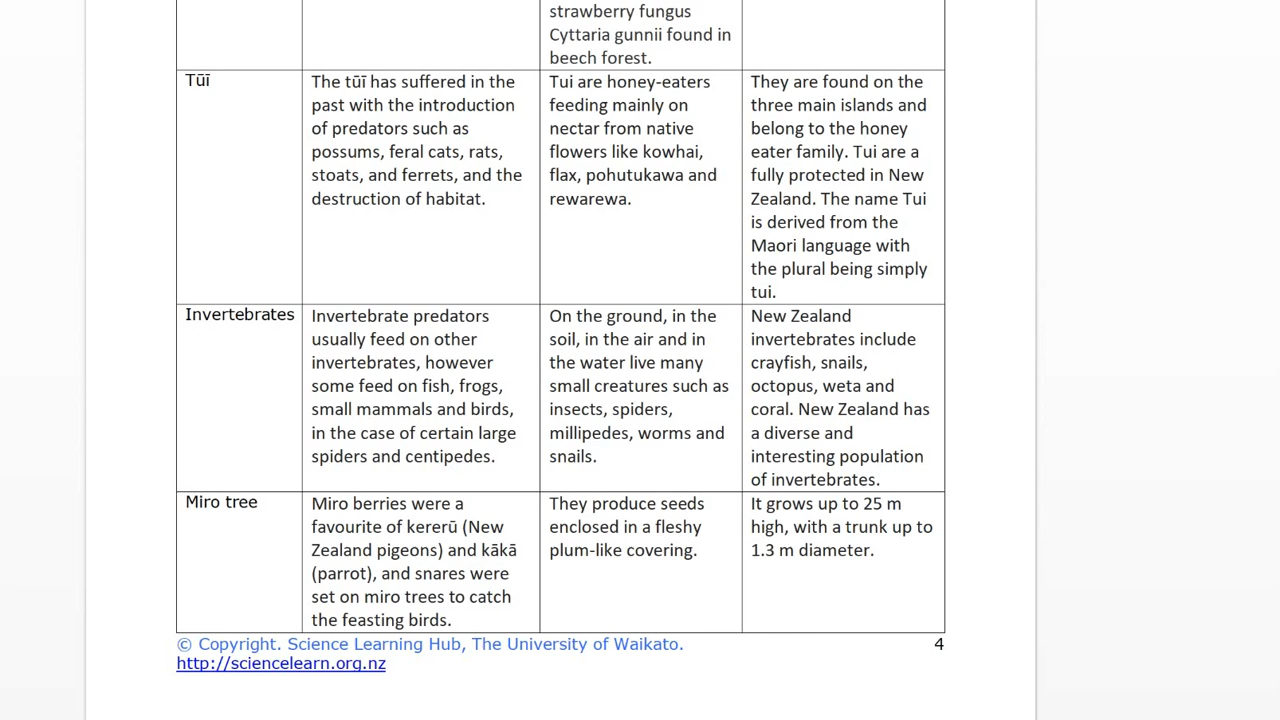 strawberry fungus
Cyttaria gunnii found in
beech forest.
Tūī
The tūī has suffered in the
past with the introduction
of predators such as
possums, feral cats, rats,
stoats, and ferrets, and the
destruction of habitat.
Tui are honey-eaters
feeding mainly on
nectar from native
flowers like kowhai,
flax, pohutukawa and
rewarewa.
They are found on the
three main islands and
belong to the honey
eater family. Tui are a
fully protected in New
Zealand. The name Tui
is derived from the
Maori language with
the plural being simply
tui.
Invertebrates
Invertebrate predators
usually feed on other
invertebrates, however
some feed on fish, frogs,
small mammals and birds,
in the case of certain large
spiders and centipedes.
On the ground, in the
soil, in the air and in
the water live many
small creatures such as
insects, spiders,
millipedes, worms and
snails.
New Zealand
invertebrates include
crayfish, snails,
octopus, weta and
coral. New Zealand has
a diverse and
interesting population
of invertebrates.
Miro tree
Miro berries were a
favourite of kererū (New
Zealand pigeons) and kākā
(parrot), and snares were
set on miro trees to catch
the feasting birds.
They produce seeds
enclosed in a fleshy
plum-like covering.
It grows up to 25 m
high, with a trunk up to
1.3 m diameter.
© Copyright. Science Learning Hub, The University of Waikato. 4
http://sciencelearn.org.nz